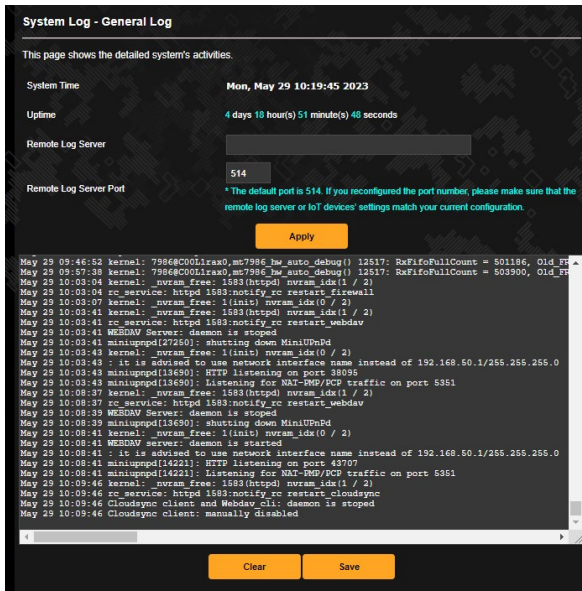 System Log - General Log
This page shows the detailed system's activities.
System Time
Mon, May 29 10:19:45 2023
Uptime
4 days 18 hour(s) 51 minute(s) 48 seconds
Remote Log Server
Remote Log Server Port
514
* The default port is 514. If you reconfigured the port number, please make sure that the
remote log server or IoT devices' settings match your current configuration.
Apply
May 29 09:46:52 kernel: 7986@C00L1rax0,mt7986_hw_auto_debug() 12517: RxFifoFullCount = 501186, Old_FR
May 29 09:57:38 kernel: 7986@C00L1rax0,mt7986_hw_auto_debug() 12517: RxFifoFullCount = 503900, Old_FR
May 29 10:03:04 kernel: _nvram_free: 1583(httpd) nvram_idx(1 / 2)
May 29 10:03:04 rc_service: httpd 1583:notify_rc restart_firewall
May 29 10:03:07 kernel: _nvram_free: 1(init) nvram_idx(0 / 2)
May 29 10:03:41 kernel: _nvram_free: 1583(httpd) nvram_idx(1 / 2)
May 29 10:03:41 rc_service: httpd 1583:notify_rc restart_webdav
May 29 10:03:41 WEBDAV Server: daemon is stoped
May 29 10:03:41 miniupnpd[27250]: shutting down MiniUPnPd
May 29 10:03:43 kernel: _nvram_free: 1(init) nvram_idx(0 / 2)
May 29 10:03:43 : it is advised to use network interface name instead of 192.168.50.1/255.255.255.0
May 29 10:03:43 miniupnpd[13690]: HTTP listening on port 38095
May 29 10:03:43 miniupnpd[13690]: Listening for NAT-PMP/PCP traffic on port 5351
May 29 10:08:37 kernel: _nvram_free: 1583(httpd) nvram_idx(1 / 2)
May 29 10:08:37 rc_service: httpd 1583:notify_rc restart_webdav
May 29 10:08:39 WEBDAV Server: daemon is stoped
May 29 10:08:39 miniupnpd[13690]: shutting down MiniUPnPd
May 29 10:08:41 kernel: _nvram_free: 1(init) nvram_idx(0 / 2)
May 29 10:08:41 WEBDAV server: daemon is started
May 29 10:08:41 : it is advised to use network interface name instead of 192.168.50.1/255.255.255.0
May 29 10:08:41 miniupnpd[14221]: HTTP listening on port 43707
May 29 10:08:41 miniupnpd[14221]: Listening for NAT-PMP/PCP traffic on port 5351
May 29 10:09:46 kernel: _nvram_free: 1583(httpd) nvram_idx(1 / 2)
May 29 10:09:46 rc_service: httpd 1583:notify_rc restart_cloudsync
May 29 10:09:46 Cloudsync client and Webdav_cli: daemon is stoped
May 29 10:09:46 Cloudsync client: manually disabled
Clear
Save